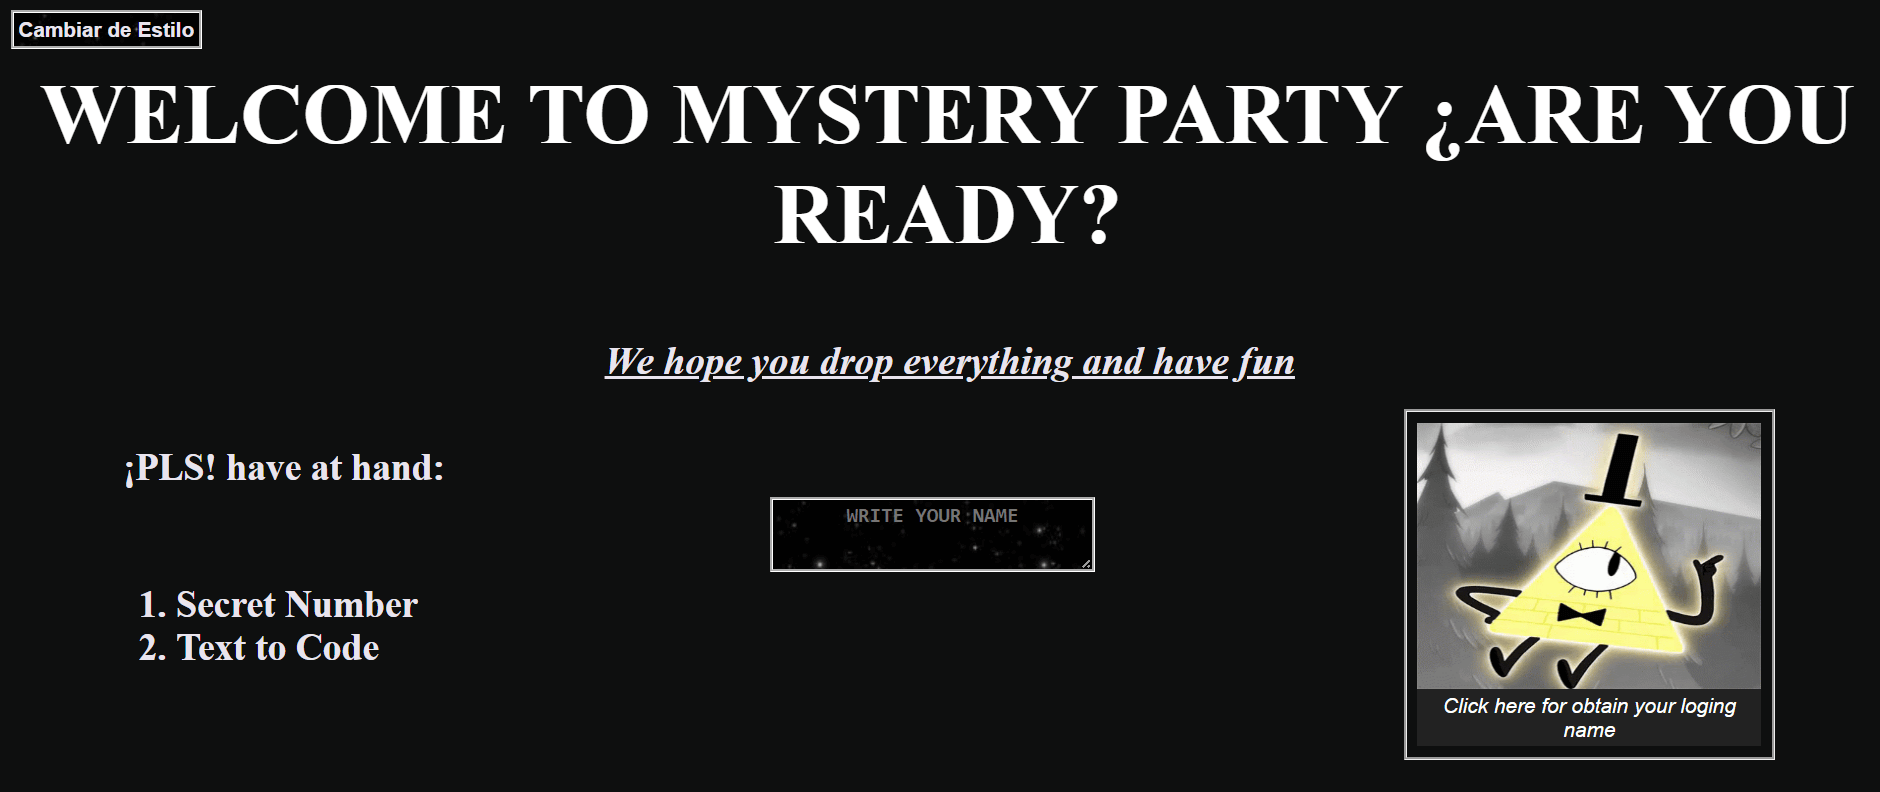 Cambiar de Estilo
WELCOME TO MYSTERY PARTY ¿ARE YOU
READY?
We hope you drop everything and have fun
¡PLS! have at hand:
WRITE YOUR NAME
1. Secret Number
2. Text to Code
Click here for obtain your loging
name